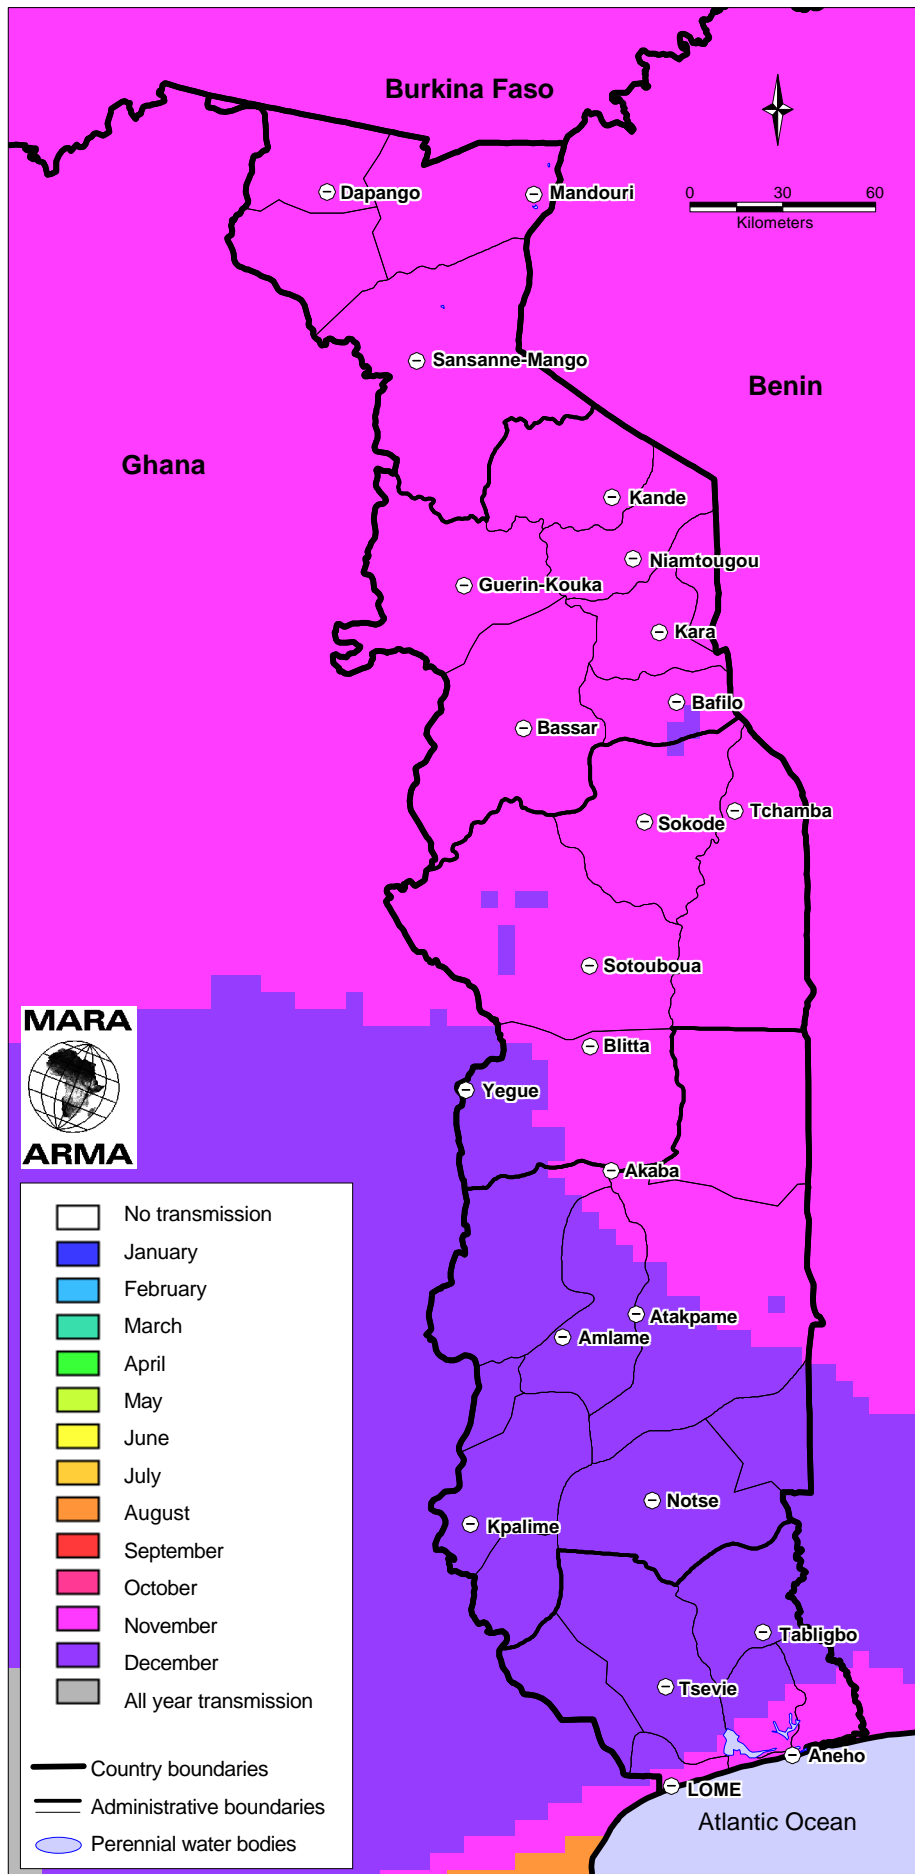 Burkina Faso
Dapango
Mandouri
0 30 60
Kilometers
Sansanne-Mango
Benin
Ghana
Kande
Niamtougou
Guerin-Kouka
Kara
Bafilo
Bassar
Tchamba
Sokode
Sotouboua
MARA
Blitta
Yegue
ARMA
Akaba
No transmission
January
February
March
April
May
June
July
August
September
October
November
December
All year transmission
Country boundaries
Administrative boundaries
Perennial water bodies
Atakpame
Amlame
Notse
Kpalime
Tabligbo
Tsevie
Aneho
LOME
Atlantic Ocean